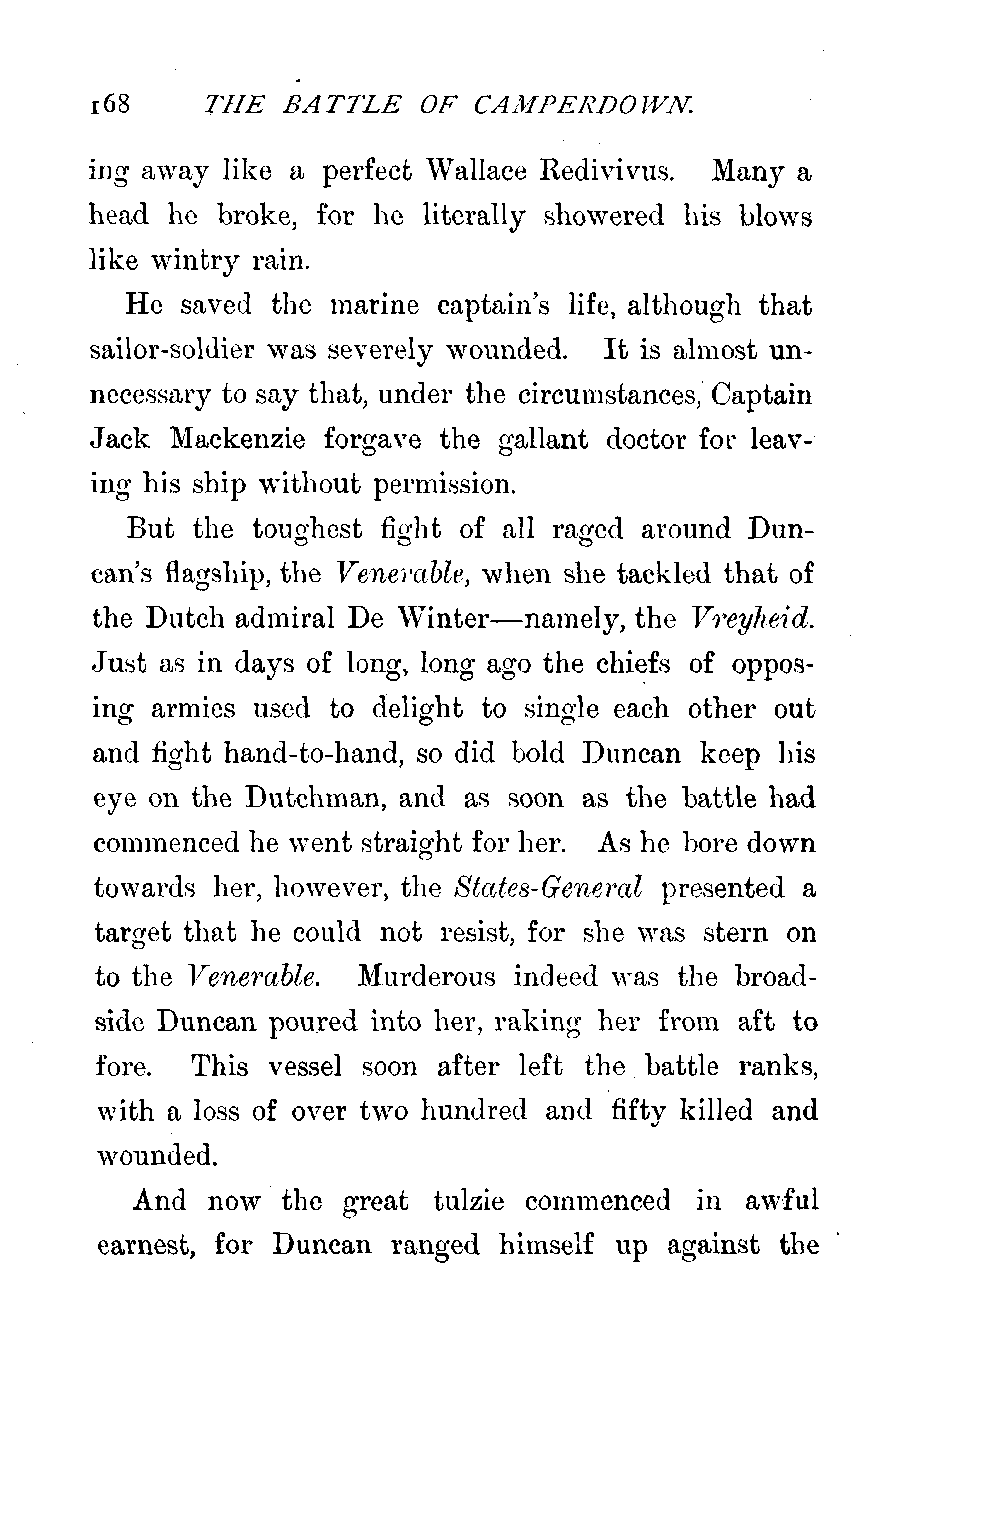 168 THE BATTLE OF CAMPERDOWN.
ing away like a perfect Wallace Redivivus. Many a
head he broke, for he literally showered his blows
like wintry rain.
He saved the marine captain's life, although that
sailor-soldier was severely wounded. It is almost un-
necessary to say that, under the circumstances, Captain
Jack Mackenzie forgave the gallant doctor for leav-
ing his ship without permission.
But the toughest fight of all raged around Dun-
can's flagship, the Venerable, when she tackled that of
the Dutch admiral De Winter—namely, the Vreyheid.
Just as in days of long, long ago the chiefs of oppos-
ing armies used to delight to single each other out
and fight hand-to-hand, so did bold Duncan keep his
eye on the Dutchman, and as soon as the battle had
commenced he went straight for her. As he bore down
towards her, however, the States-General presented a
target that he could not resist, for she was stern on
to the Venerable. Murderous indeed was the broad-
side Duncan poured into her, raking her from aft to
fore. This vessel soon after left the battle ranks,
with a loss of over two hundred and fifty killed and
wounded.
And now the great tulzie commenced in awful
earnest, for Duncan ranged himself up against the